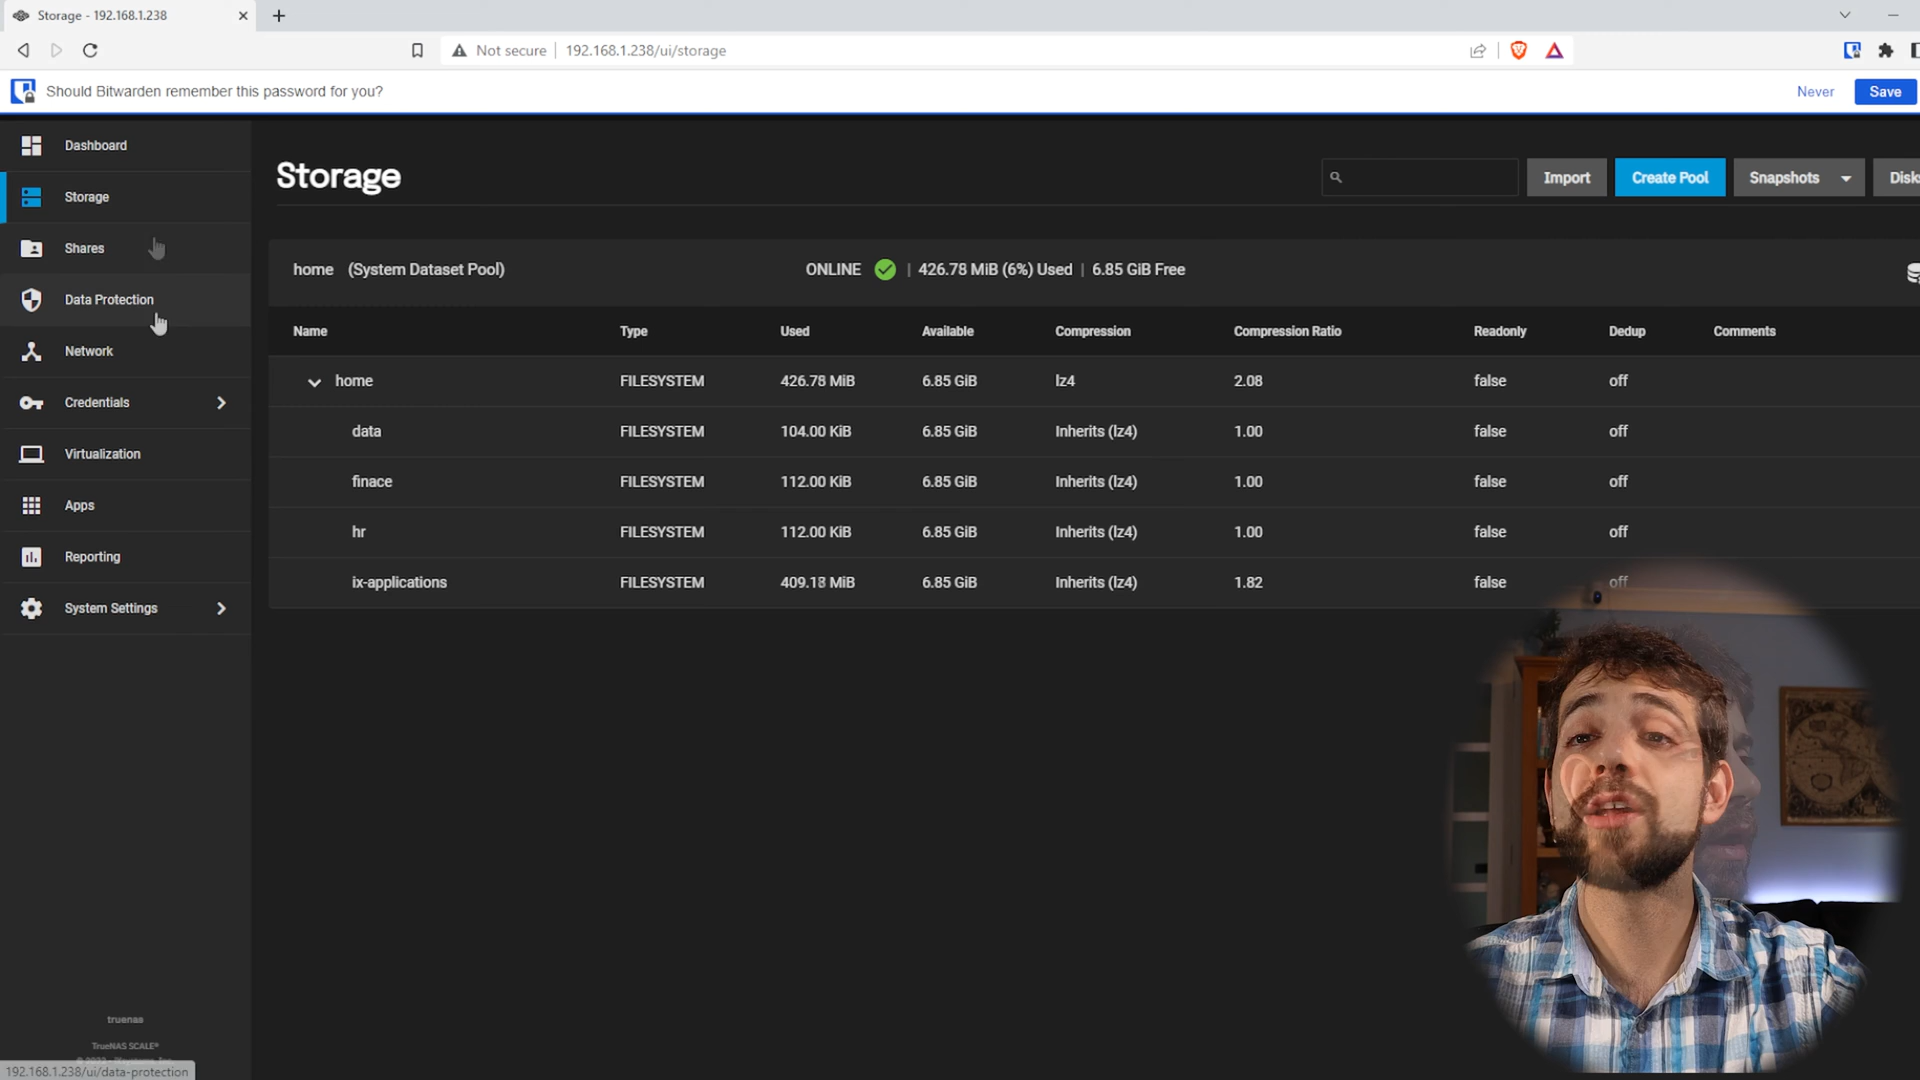 Storage - 192.168.1.238
Not secure
192.168.1.238/ui/storage
Should Bitwarden remember this password for you?
Never
Save
Dashboard
Storage
Shares
Data Protection
Network
Credentials
Virtualization
Apps
Reporting
System Settings
truenas
TrueNAS SCALE®
192.168.1.238/ui/data-protection
Storage
Import
Create Pool
Snapshots
Disks
home (System Dataset Pool)
ONLINE | 426.78 MiB (6%) Used | 6.85 GiB Free
Name Type Used Available Compression Compression Ratio Readonly Dedup Comments
home FILESYSTEM 426.78 MiB 6.85 GiB lz4 2.08 false off
data FILESYSTEM 104.00 KiB 6.85 GiB Inherits (lz4) 1.00 false off
finace FILESYSTEM 112.00 KiB 6.85 GiB Inherits (lz4) 1.00 false off
hr FILESYSTEM 112.00 KiB 6.85 GiB Inherits (lz4) 1.00 false off
ix-applications FILESYSTEM 409.18 MiB 6.85 GiB Inherits (lz4) 1.82 false off